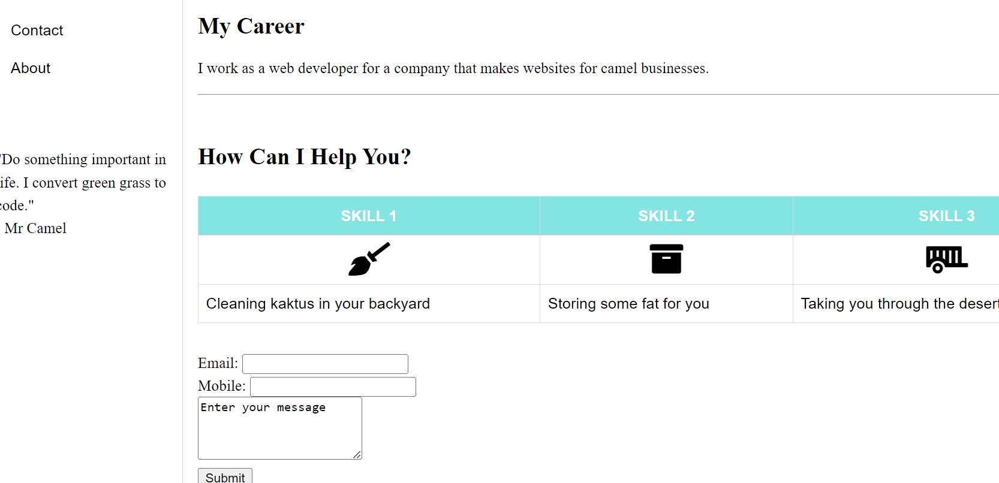 Contact
About
"Do something important in
ife. I convert green grass to
ode."
Mr Camel
My Career
I work as a web developer for a company that makes websites for camel businesses.
How Can I Help You?
SKILL 1 SKILL 2 SKILL 3
Cleaning kaktus in your backyard Storing some fat for you Taking you through the desert
Email:
Mobile:
Enter your message
Submit